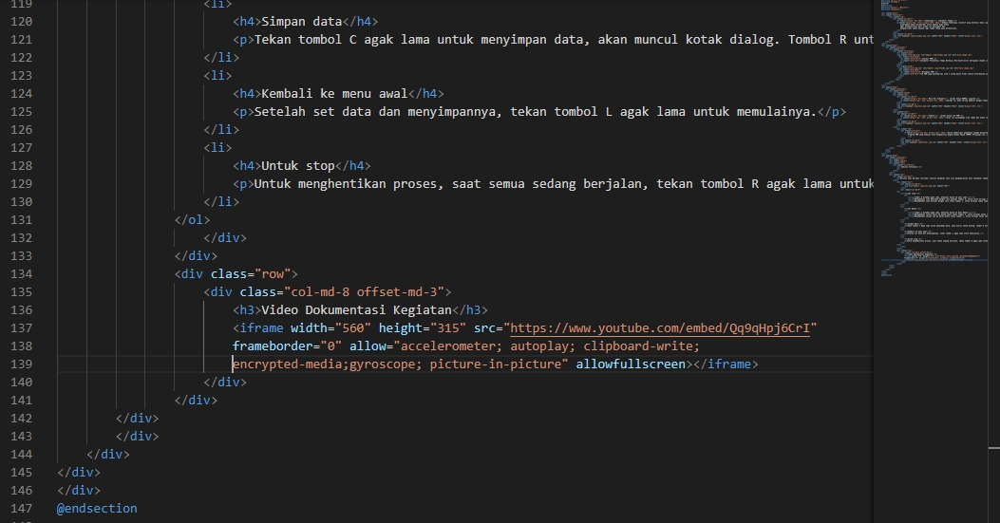 119 <li>
120 <h4>Simpan data</h4>
121 <p>Tekan tombol C agak lama untuk menyimpan data, akan muncul kotak dialog. Tombol R unt
122 </li>
123 <li>
124 <h4>Kembali ke menu awal</h4>
125 <p>Setelah set data dan menyimpannya, tekan tombol L agak lama untuk memulainya.</p>
126 </li>
127 <li>
128 <h4>Untuk stop</h4>
129 <p>Untuk menghentikan proses, saat semua sedang berjalan, tekan tombol R agak lama untuk
130 </li>
131 </ol>
132 </div>
133 </div>
134 <div class="row">
135 <div class="col-md-8 offset-md-3">
136 <h3>Video Dokumentasi Kegiatan</h3>
137 <iframe width="560" height="315" src="https://www.youtube.com/embed/Qq9qHpj6CrI"
138 frameborder="0" allow="accelerometer; autoplay; clipboard-write;
139 encrypted-media;gyroscope; picture-in-picture" allowfullscreen></iframe>
140 </div>
141 </div>
142 </div>
143 </div>
144 </div>
145 </div>
146 </div>
147 @endsection